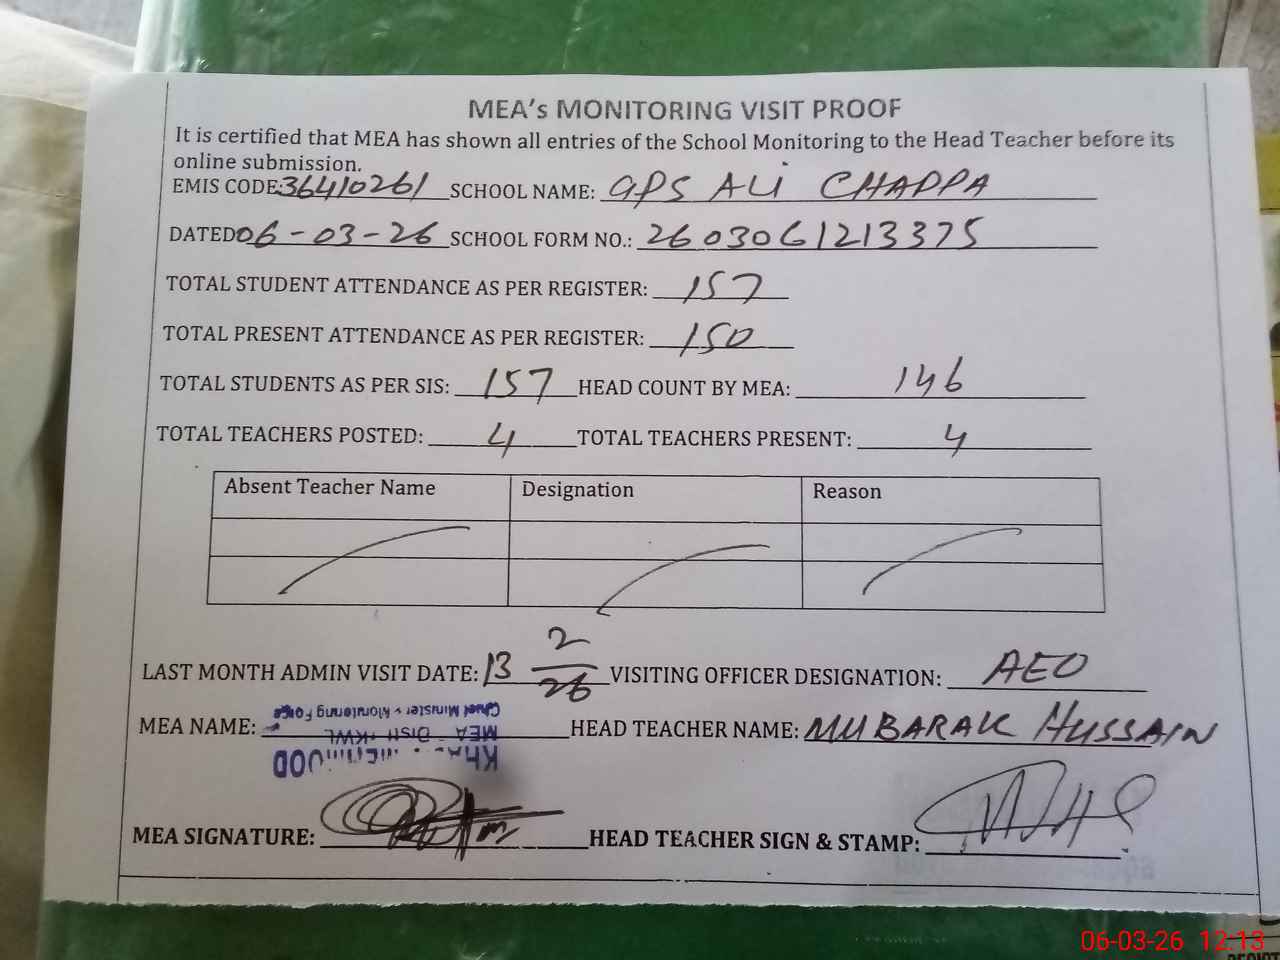 MEA's MONITORING VISIT PROOF
It is certified that MEA has shown all entries of the School Monitoring to the Head Teacher before its
online submission.
EMIS CODE: 36410261 SCHOOL NAME: GPS ALI CHAPPA
DATED 06-03-26 SCHOOL FORM NO.: 2603061213375
TOTAL STUDENT ATTENDANCE AS PER REGISTER: 157
TOTAL PRESENT ATTENDANCE AS PER REGISTER: 150
TOTAL STUDENTS AS PER SIS: 157 HEAD COUNT BY MEA: 146
TOTAL TEACHERS POSTED: 4 TOTAL TEACHERS PRESENT: 4
Absent Teacher Name Designation Reason
LAST MONTH ADMIN VISIT DATE: 13 2/26 VISITING OFFICER DESIGNATION: AEO
MEA NAME: HEAD TEACHER NAME: MUBARAK HUSSAIN
Chief Minister's Monitoring Force
MEA
MEA SIGNATURE: HEAD TEACHER SIGN & STAMP:
06-03-26 12:13